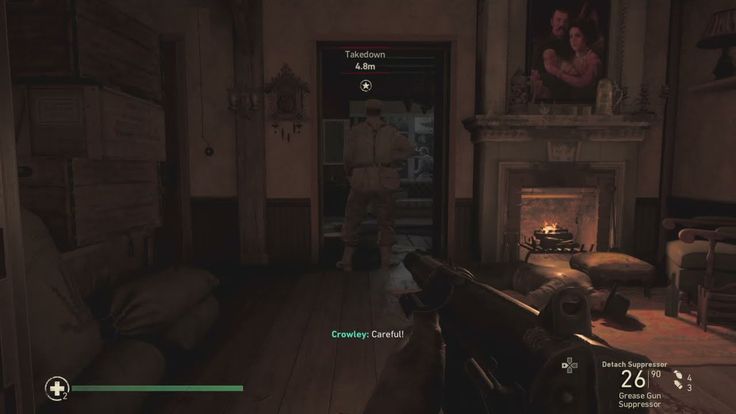 Takedown
4.8m
Crowley: Careful!
2
Detach Suppressor
26 90
4
3
Grease Gun
Suppressor